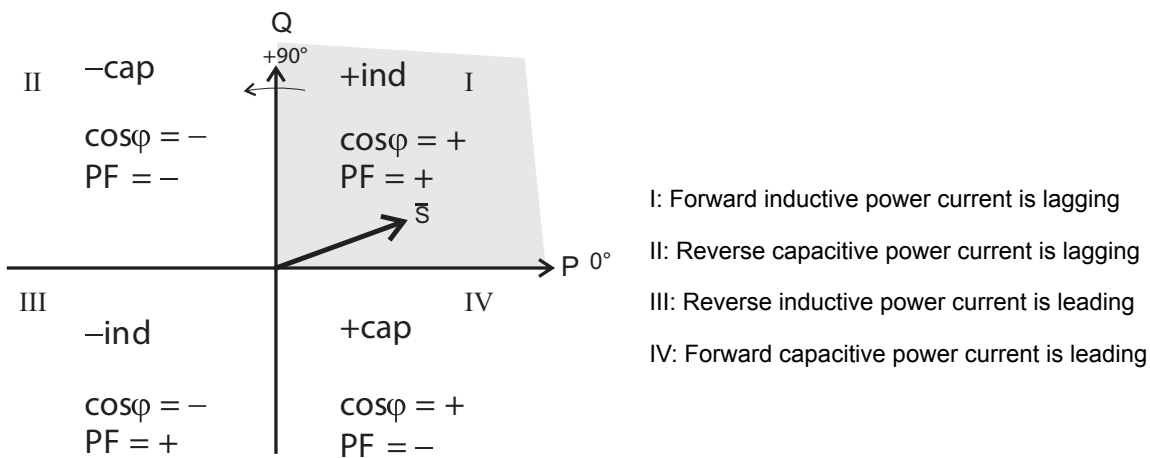 Q
+90°
II
–cap
+ind
I
cosφ = –
PF = –
cosφ = +
PF = +
S̅
P 0°
III
IV
–ind
+cap
cosφ = –
PF = +
cosφ = +
PF = –
I: Forward inductive power current is lagging
II: Reverse capacitive power current is lagging
III: Reverse inductive power current is leading
IV: Forward capacitive power current is leading